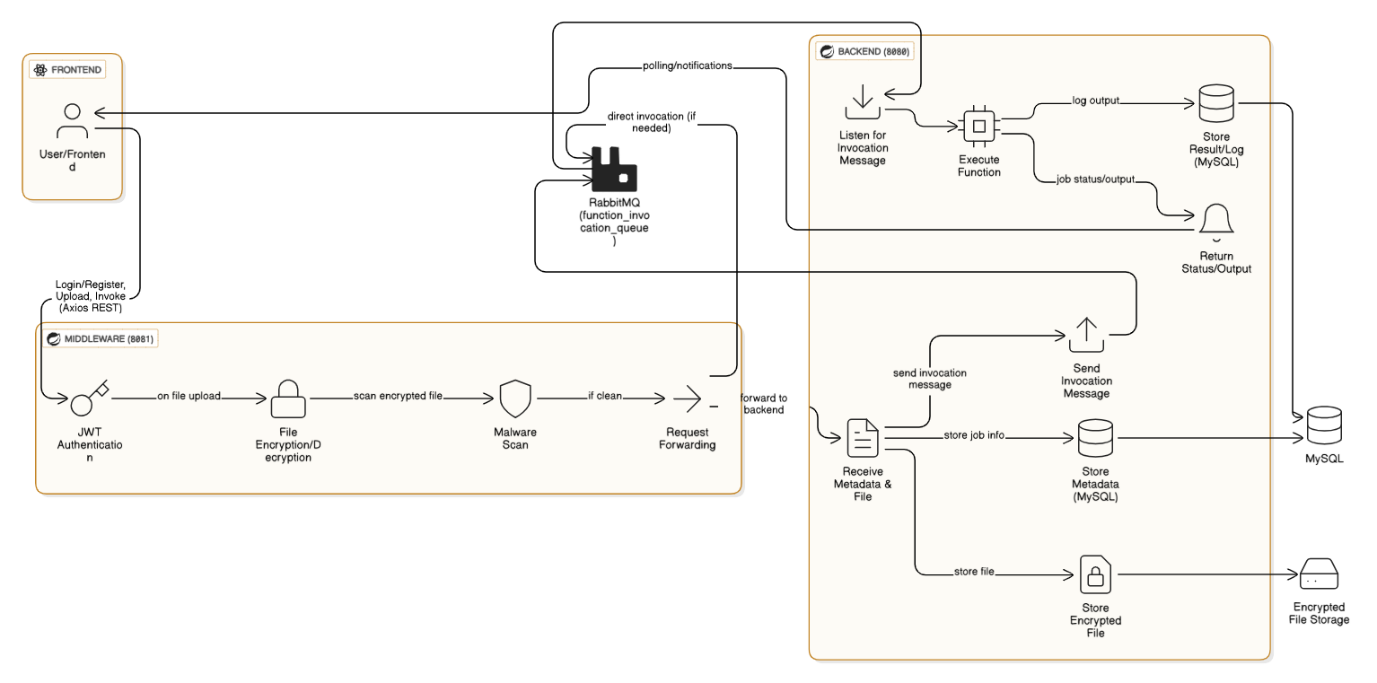 FRONTEND
User/Fronten
d
polling/notifications
direct invocation (if
needed)
RabbitMQ
(function_invo
cation_queue
)
BACKEND (8080)
Listen for
Invocation
Message
Execute
Function
log output
Store
Result/Log
(MySQL)
job status/output
Return
Status/Output
Login/Register,
Upload, Invoke
(Axios REST)
MIDDLEWARE (8081)
JWT
Authenticatio
n
on file upload
File
Encryption/D
ecryption
scan encrypted file
Malware
Scan
if clean
Request
Forwarding
forward to
backend
Receive
Metadata &
File
send invocation
message
Send
Invocation
Message
store job info
Store
Metadata
(MySQL)
MySQL
store file
Store
Encrypted
File
Encrypted
File Storage